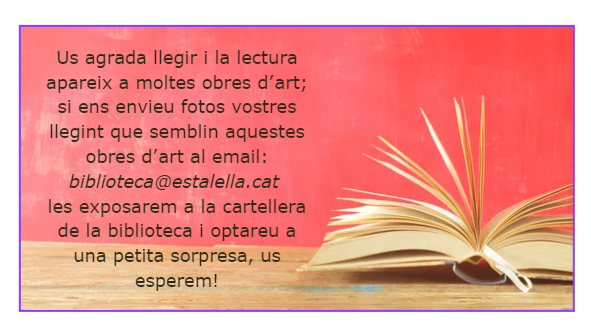 Us agrada llegir i la lectura
apareix a moltes obres d’art;
si ens envieu fotos vostres
llegint que semblin aquestes
obres d’art al email:
biblioteca@estalella.cat
les exposarem a la cartellera
de la biblioteca i optareu a
una petita sorpresa, us
esperem!